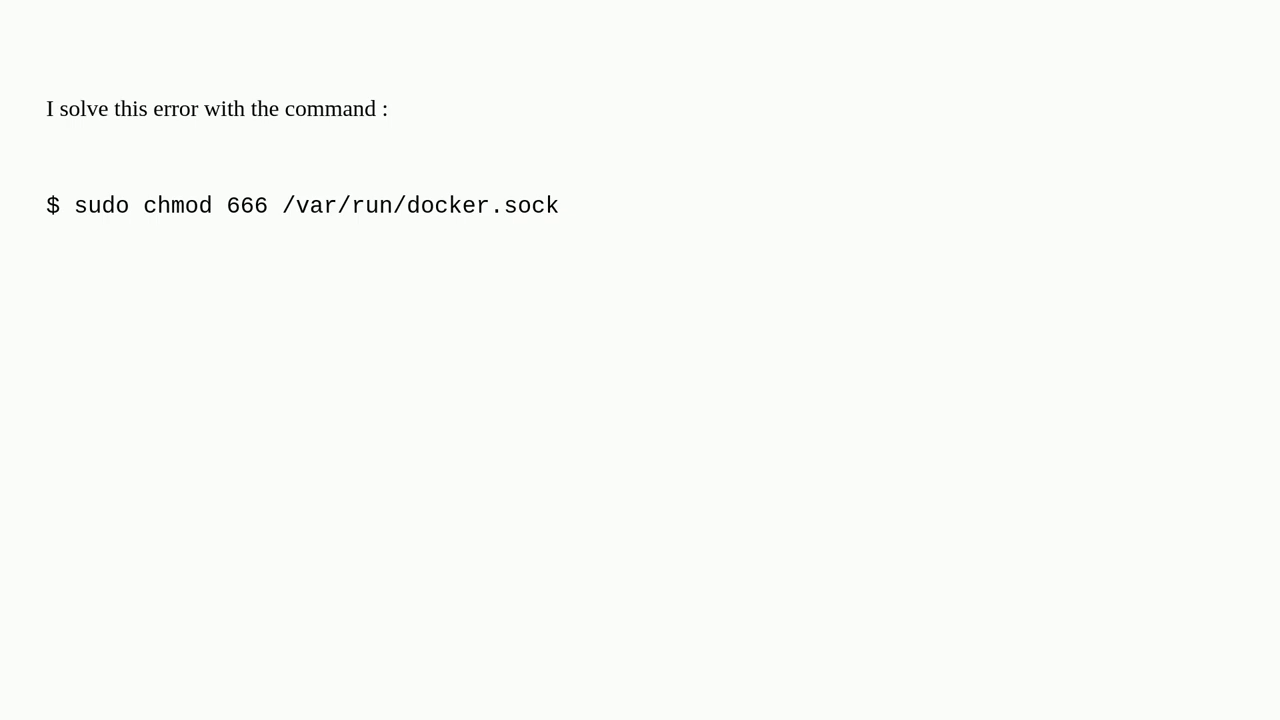 I solve this error with the command :
$ sudo chmod 666 /var/run/docker.sock